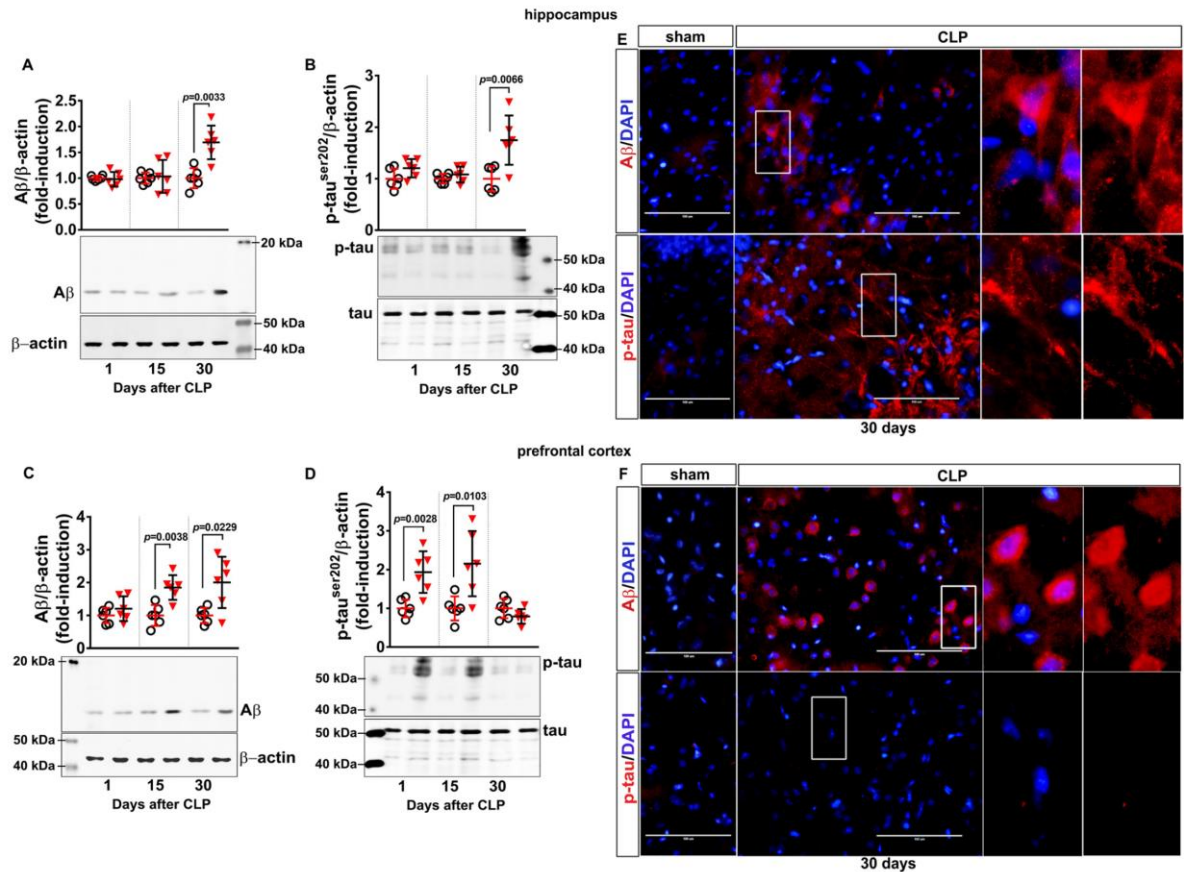 hippocampus
A
Aβ/β-actin
(fold-induction)
2.5
2.0
1.5
1.0
0.5
0.0
p=0.0033
20 kDa
Aβ
50 kDa
β-actin
40 kDa
1 15 30
Days after CLP
B
p-tau^ser202/β-actin
(fold-induction)
3
2
1
0
p=0.0066
p-tau
50 kDa
40 kDa
tau
50 kDa
40 kDa
1 15 30
Days after CLP
E
sham
CLP
Aβ/DAPI
p-tau/DAPI
30 days
prefrontal cortex
C
Aβ/β-actin
(fold-induction)
4
3
2
1
0
p=0.0038
p=0.0229
20 kDa
Aβ
50 kDa
40 kDa
β-actin
1 15 30
Days after CLP
D
p-tau^ser202/β-actin
(fold-induction)
4
3
2
1
0
p=0.0028
p=0.0103
p-tau
50 kDa
40 kDa
tau
50 kDa
40 kDa
1 15 30
Days after CLP
F
sham
CLP
Aβ/DAPI
p-tau/DAPI
30 days